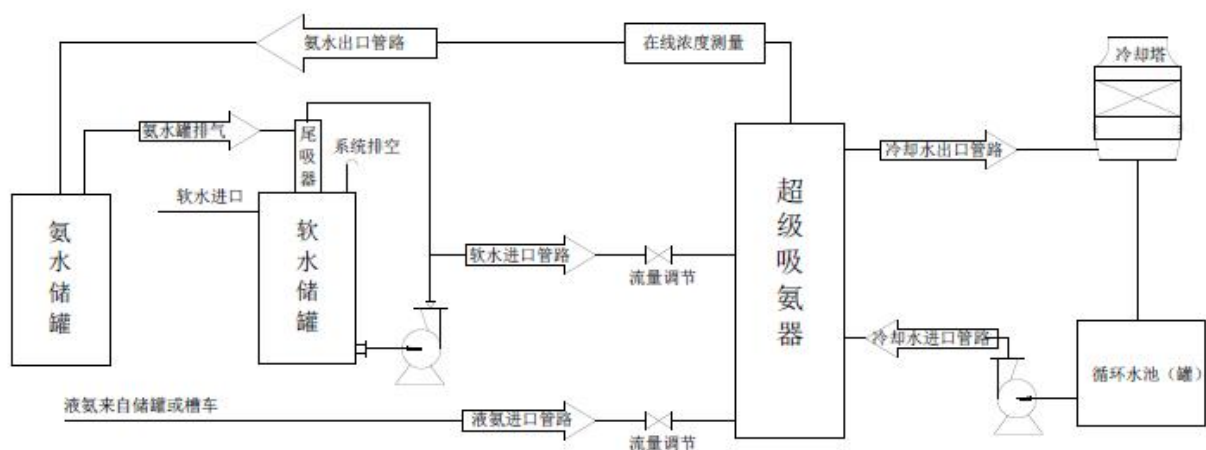 氨水出口管路
在线浓度测量
冷却塔
氨水罐排气
尾吸器
系统排空
冷却水出口管路
软水进口
氨水储罐
软水储罐
软水进口管路
流量调节
超级吸氨器
冷却水进口管路
循环水池（罐）
液氨来自储罐或槽车
液氨进口管路
流量调节